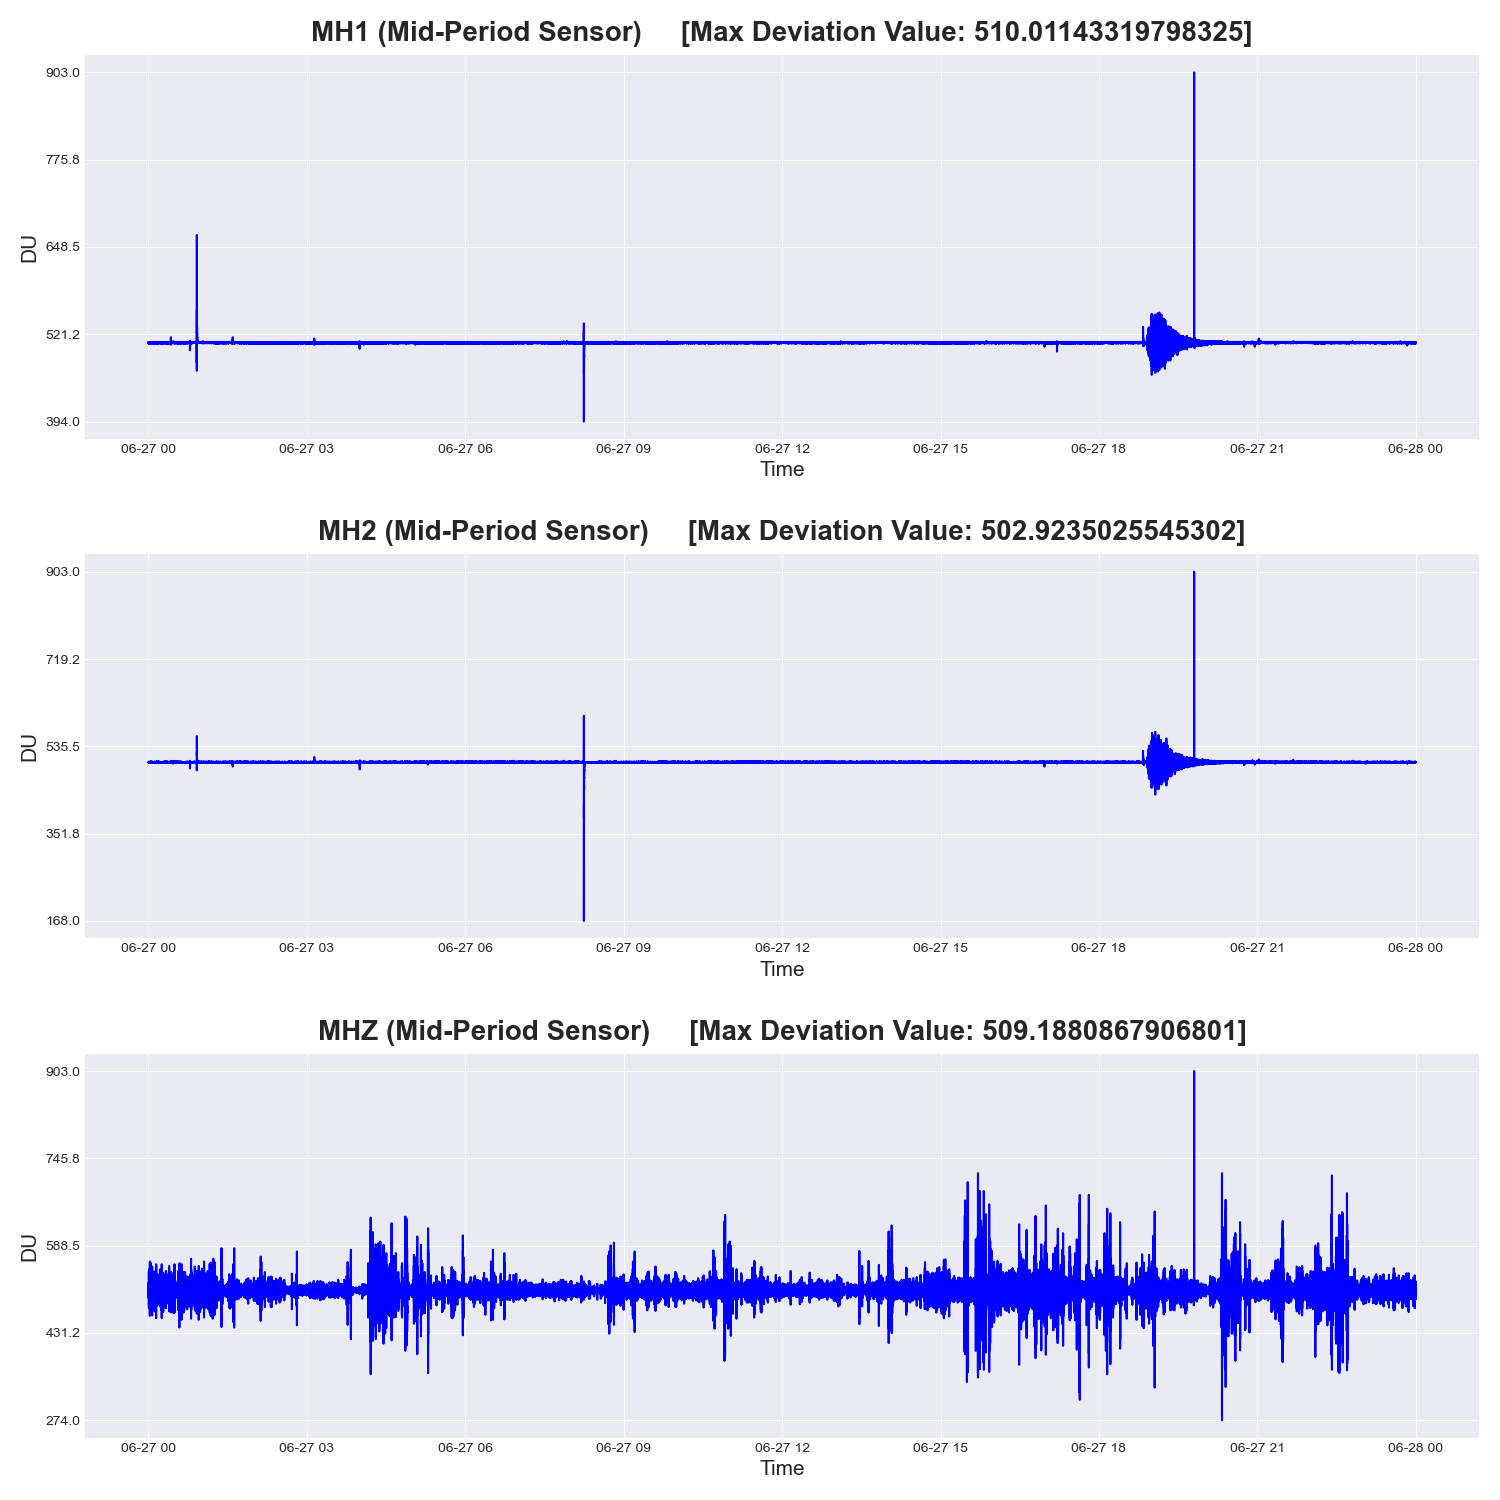 MH1 (Mid-Period Sensor) [Max Deviation Value: 510.01143319798325]
903.0
775.8
648.5
521.2
394.0
DU
06-27 00 06-27 03 06-27 06 06-27 09 06-27 12 06-27 15 06-27 18 06-27 21 06-28 00
Time
MH2 (Mid-Period Sensor) [Max Deviation Value: 502.9235025545302]
903.0
719.2
535.5
351.8
168.0
DU
06-27 00 06-27 03 06-27 06 06-27 09 06-27 12 06-27 15 06-27 18 06-27 21 06-28 00
Time
MHZ (Mid-Period Sensor) [Max Deviation Value: 509.1880867906801]
903.0
745.8
588.5
431.2
274.0
DU
06-27 00 06-27 03 06-27 06 06-27 09 06-27 12 06-27 15 06-27 18 06-27 21 06-28 00
Time